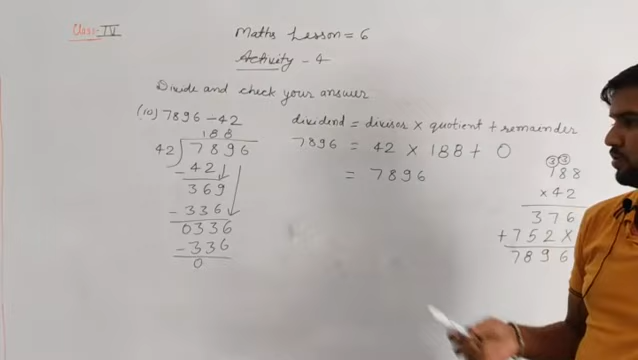 Class-IV
Maths Lesson = 6
Activity - 4
Divide and check your answer
(10) 7896 - 42
188
42 ) 7896
- 42
369
- 336
0336
- 336
0
dividend = divisor × quotient + remainder
7896 = 42 × 188 + 0
= 7896
3 3
188
× 42
376
+ 752 ×
7896